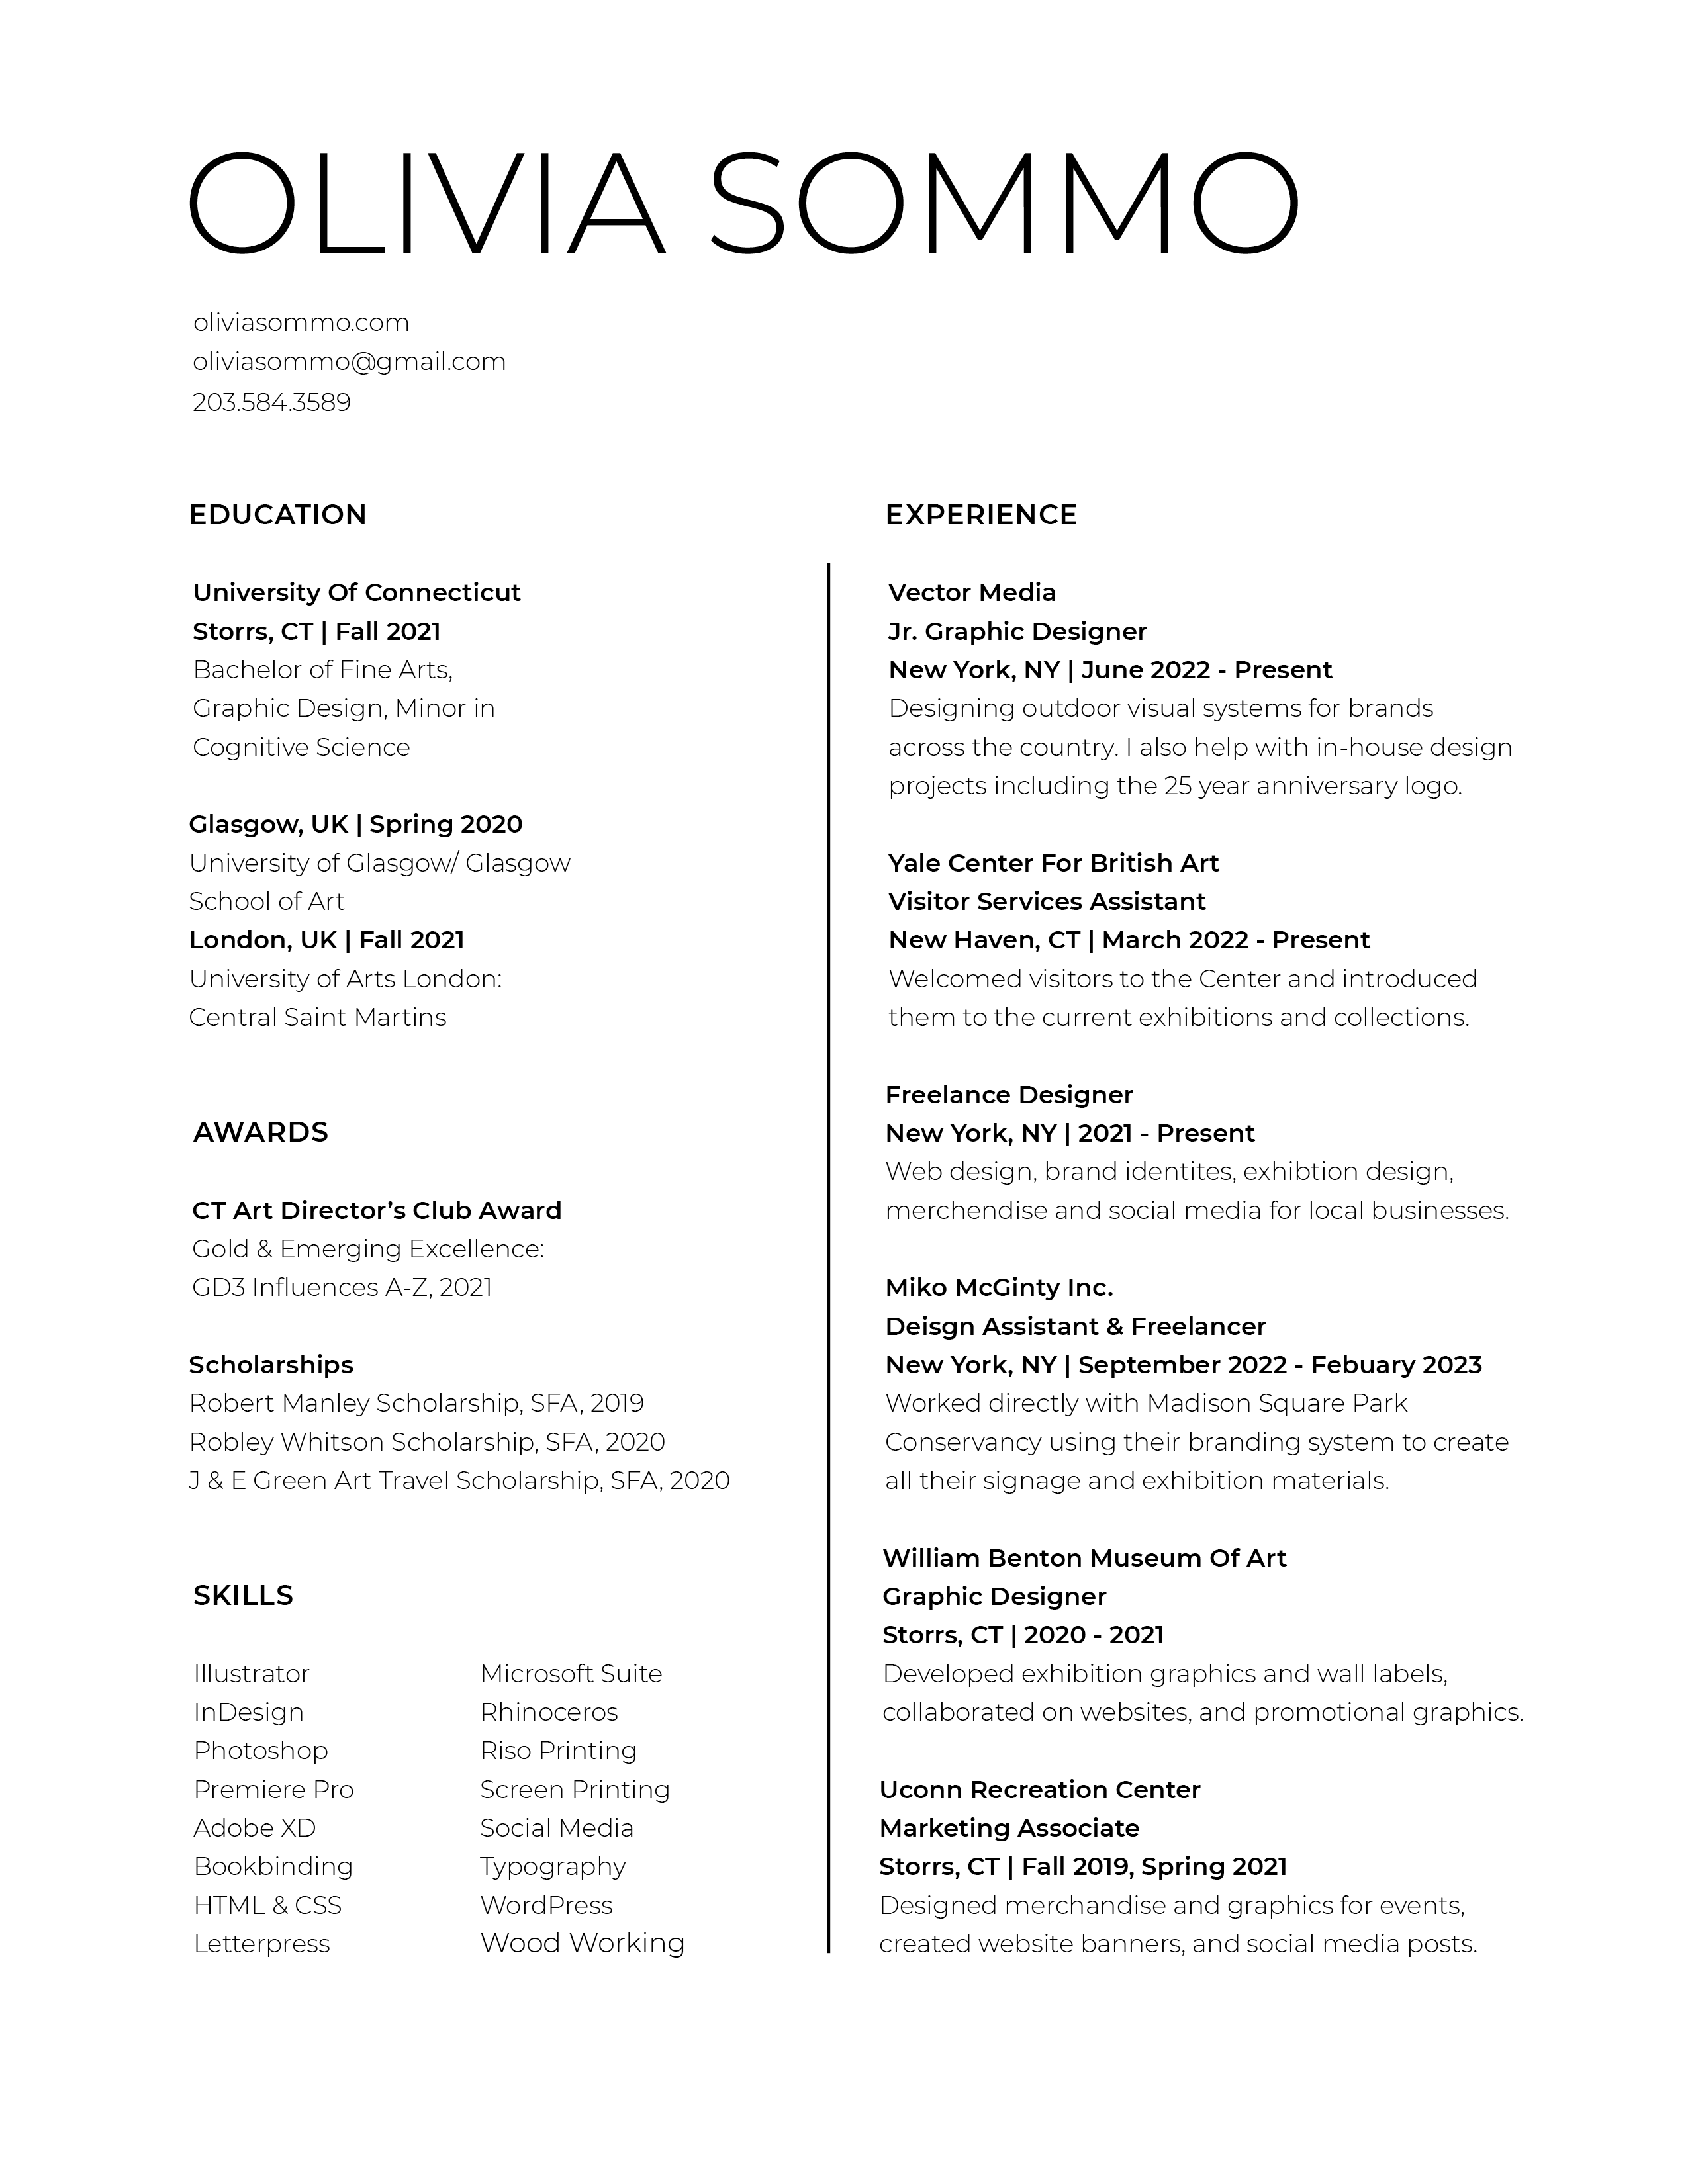 OLIVIA SOMMO
oliviasommo.com
oliviasommo@gmail.com
203.584.3589
EDUCATION
University Of Connecticut
Storrs, CT | Fall 2021
Bachelor of Fine Arts,
Graphic Design, Minor in
Cognitive Science
Glasgow, UK | Spring 2020
University of Glasgow/ Glasgow
School of Art
London, UK | Fall 2021
University of Arts London:
Central Saint Martins
AWARDS
CT Art Director’s Club Award
Gold & Emerging Excellence:
GD3 Influences A-Z, 2021
Scholarships
Robert Manley Scholarship, SFA, 2019
Robley Whitson Scholarship, SFA, 2020
J & E Green Art Travel Scholarship, SFA, 2020
SKILLS
Illustrator
InDesign
Photoshop
Premiere Pro
Adobe XD
Bookbinding
HTML & CSS
Letterpress
Microsoft Suite
Rhinoceros
Riso Printing
Screen Printing
Social Media
Typography
WordPress
Wood Working
EXPERIENCE
Vector Media
Jr. Graphic Designer
New York, NY | June 2022 - Present
Designing outdoor visual systems for brands
across the country. I also help with in-house design
projects including the 25 year anniversary logo.
Yale Center For British Art
Visitor Services Assistant
New Haven, CT | March 2022 - Present
Welcomed visitors to the Center and introduced
them to the current exhibitions and collections.
Freelance Designer
New York, NY | 2021 - Present
Web design, brand identites, exhibtion design,
merchendise and social media for local businesses.
Miko McGinty Inc.
Deisgn Assistant & Freelancer
New York, NY | September 2022 - Febuary 2023
Worked directly with Madison Square Park
Conservancy using their branding system to create
all their signage and exhibition materials.
William Benton Museum Of Art
Graphic Designer
Storrs, CT | 2020 - 2021
Developed exhibition graphics and wall labels,
collaborated on websites, and promotional graphics.
Uconn Recreation Center
Marketing Associate
Storrs, CT | Fall 2019, Spring 2021
Designed merchandise and graphics for events,
created website banners, and social media posts.